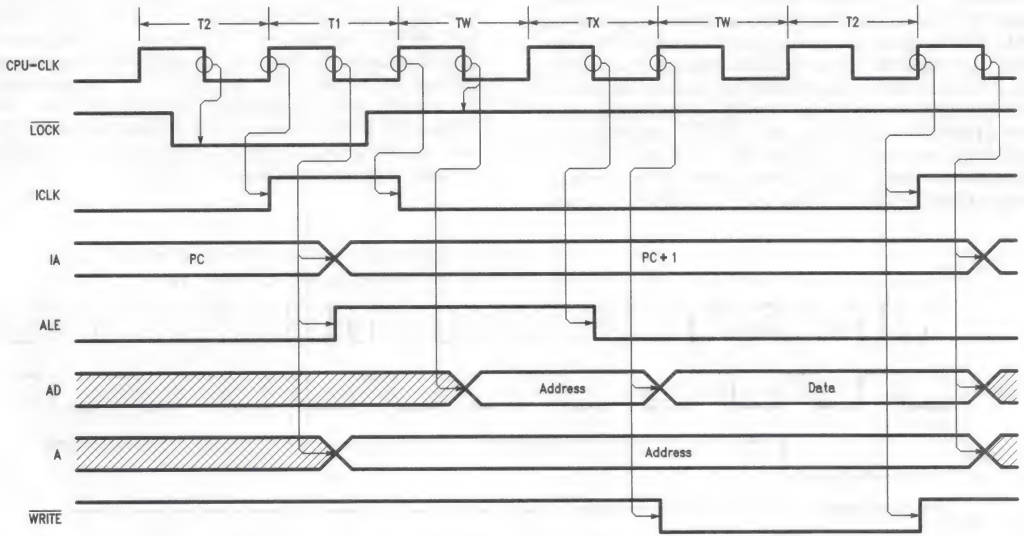 T2 T1 TW TX TW T2
CPU-CLK
LOCK
ICLK
IA PC PC + 1
ALE
AD Address Data
A Address
WRITE